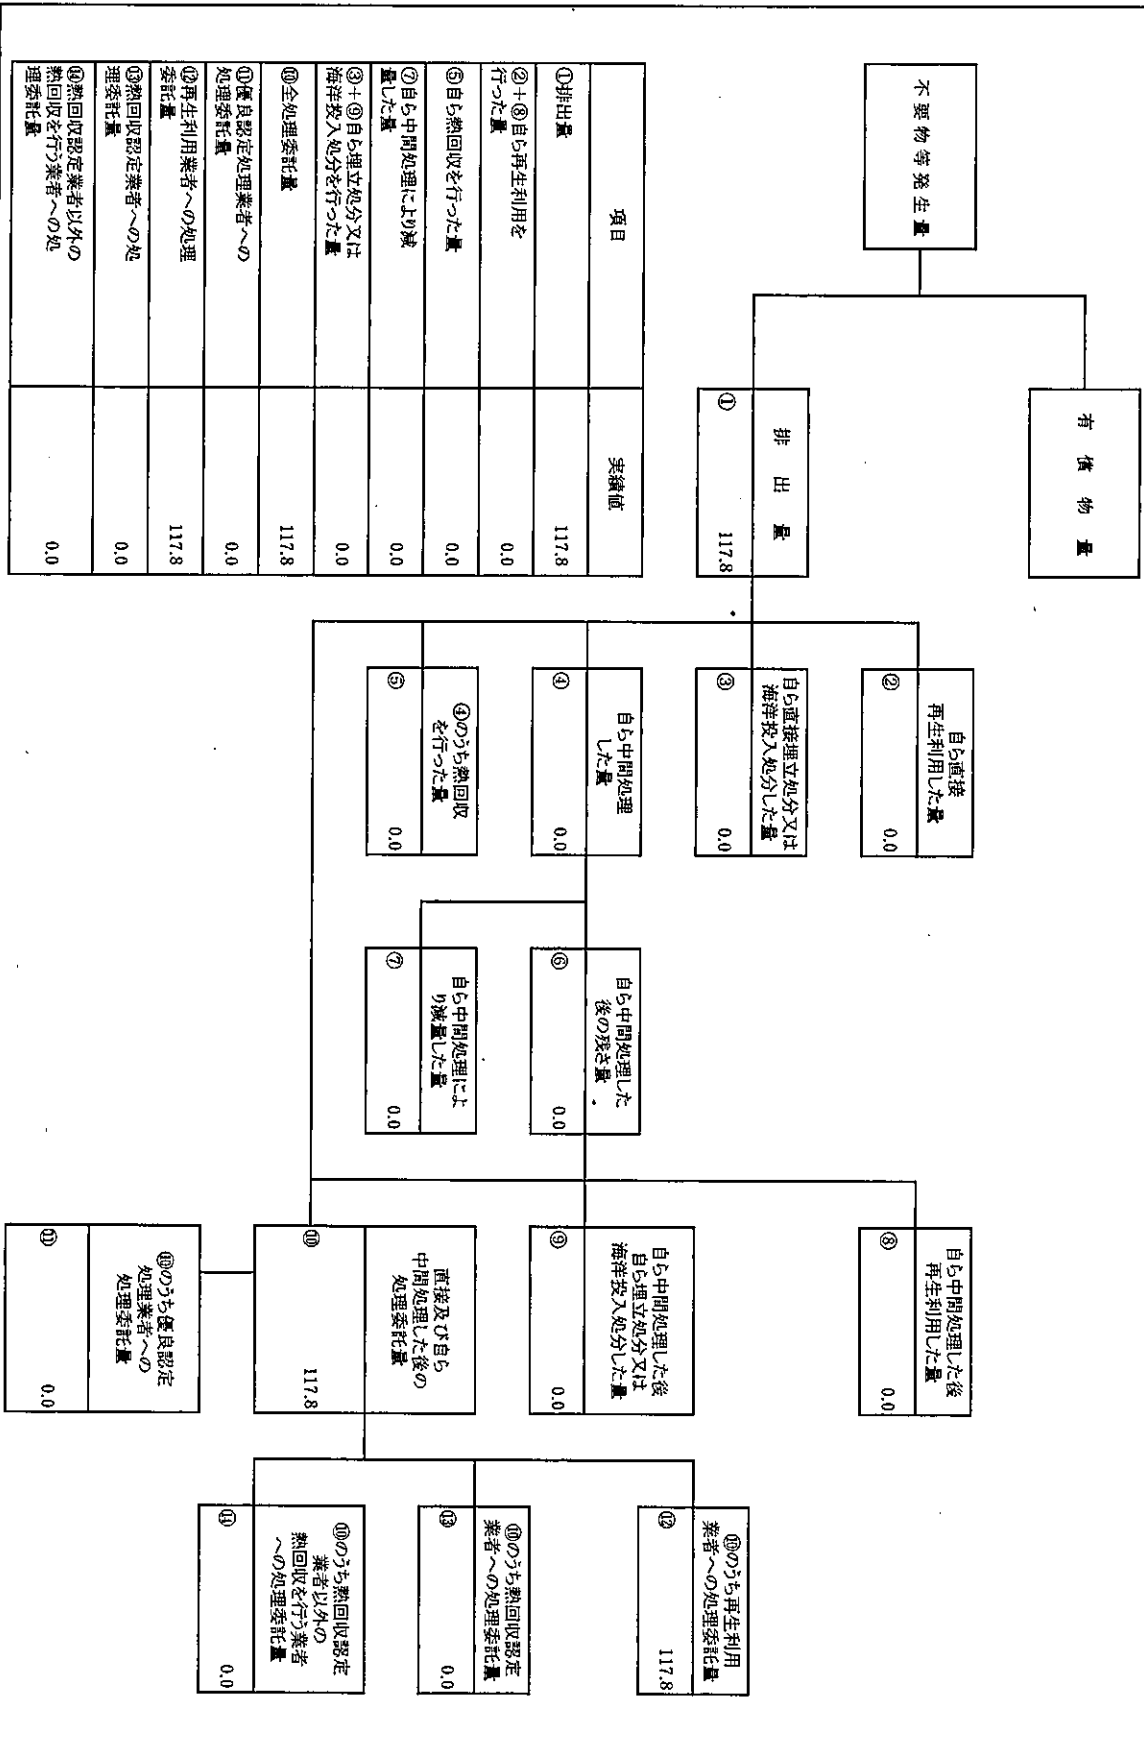 不要物等発生量
有償物量
排出量
①
117.8
自ら直接
再生利用した量
②
0.0
自ら直接埋立処分又は
海洋投入処分した量
③
0.0
自ら中間処理
した量
④
0.0
④のうち熱回収
を行った量
⑤
0.0
自ら中間処理した
後の残さ量
⑥
0.0
自ら中間処理によ
り減量した量
⑦
0.0
自ら中間処理した後
再生利用した量
⑧
0.0
自ら中間処理した後
自ら埋立処分又は
海洋投入処分した量
⑨
0.0
直接及び自ら
中間処理した後の
処理委託量
⑩
117.8
⑩のうち優良認定
処理業者への
処理委託量
⑪
0.0
⑩のうち再生利用
業者への処理委託量
⑫
117.8
⑩のうち熱回収認定
業者への処理委託量
⑬
0.0
⑩のうち熱回収認定
業者以外の
熱回収を行う業者
への処理委託量
⑭
0.0
項目 実績値
①排出量 117.8
②+⑧自ら再生利用を
行った量 0.0
⑤自ら熱回収を行った量 0.0
⑦自ら中間処理により減
量した量 0.0
③+⑨自ら埋立処分又は
海洋投入処分を行った量 0.0
⑩全処理委託量 117.8
⑪優良認定処理業者への
処理委託量 0.0
⑫再生利用業者への処理
委託量 117.8
⑬熱回収認定業者への処
理委託量 0.0
⑭熱回収認定業者以外の
熱回収を行う業者への処
理委託量 0.0